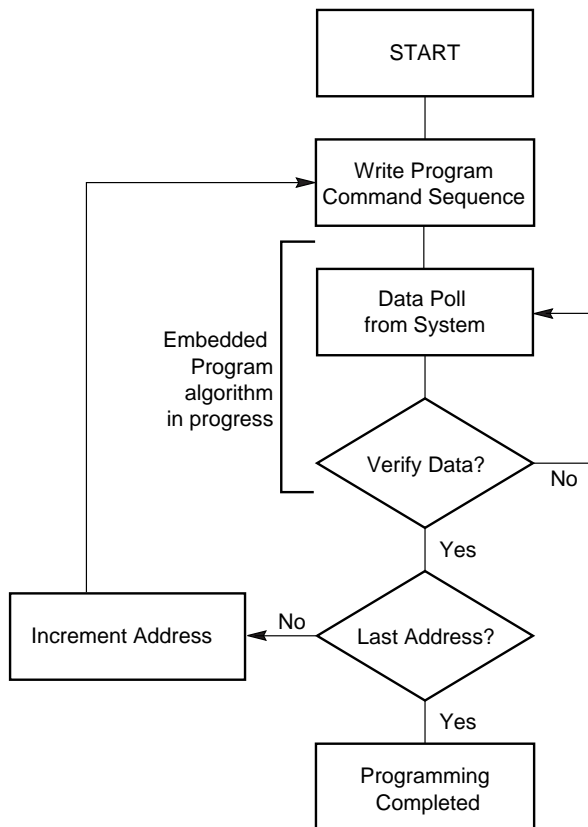 START
Write Program
Command Sequence
Data Poll
from System
Embedded
Program
algorithm
in progress
Verify Data?
No
Yes
Last Address?
No
Increment Address
Yes
Programming
Completed